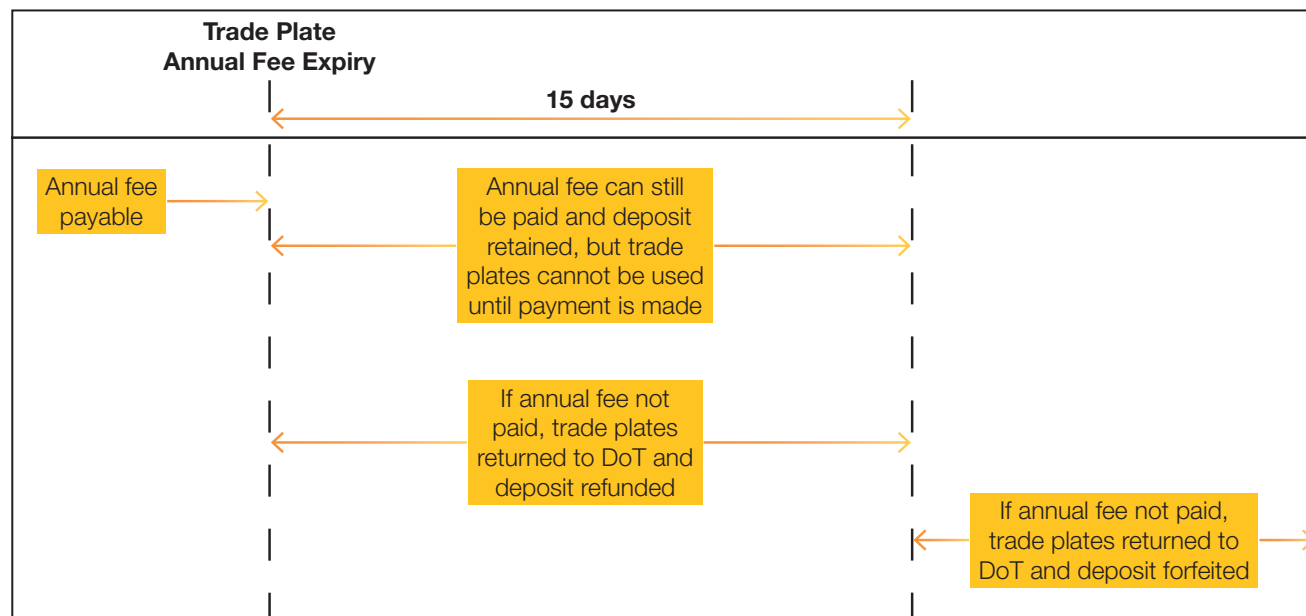 Trade Plate
Annual Fee Expiry
15 days
Annual fee
payable
Annual fee can still
be paid and deposit
retained, but trade
plates cannot be used
until payment is made
If annual fee not
paid, trade plates
returned to DoT and
deposit refunded
If annual fee not paid,
trade plates returned to
DoT and deposit forfeited